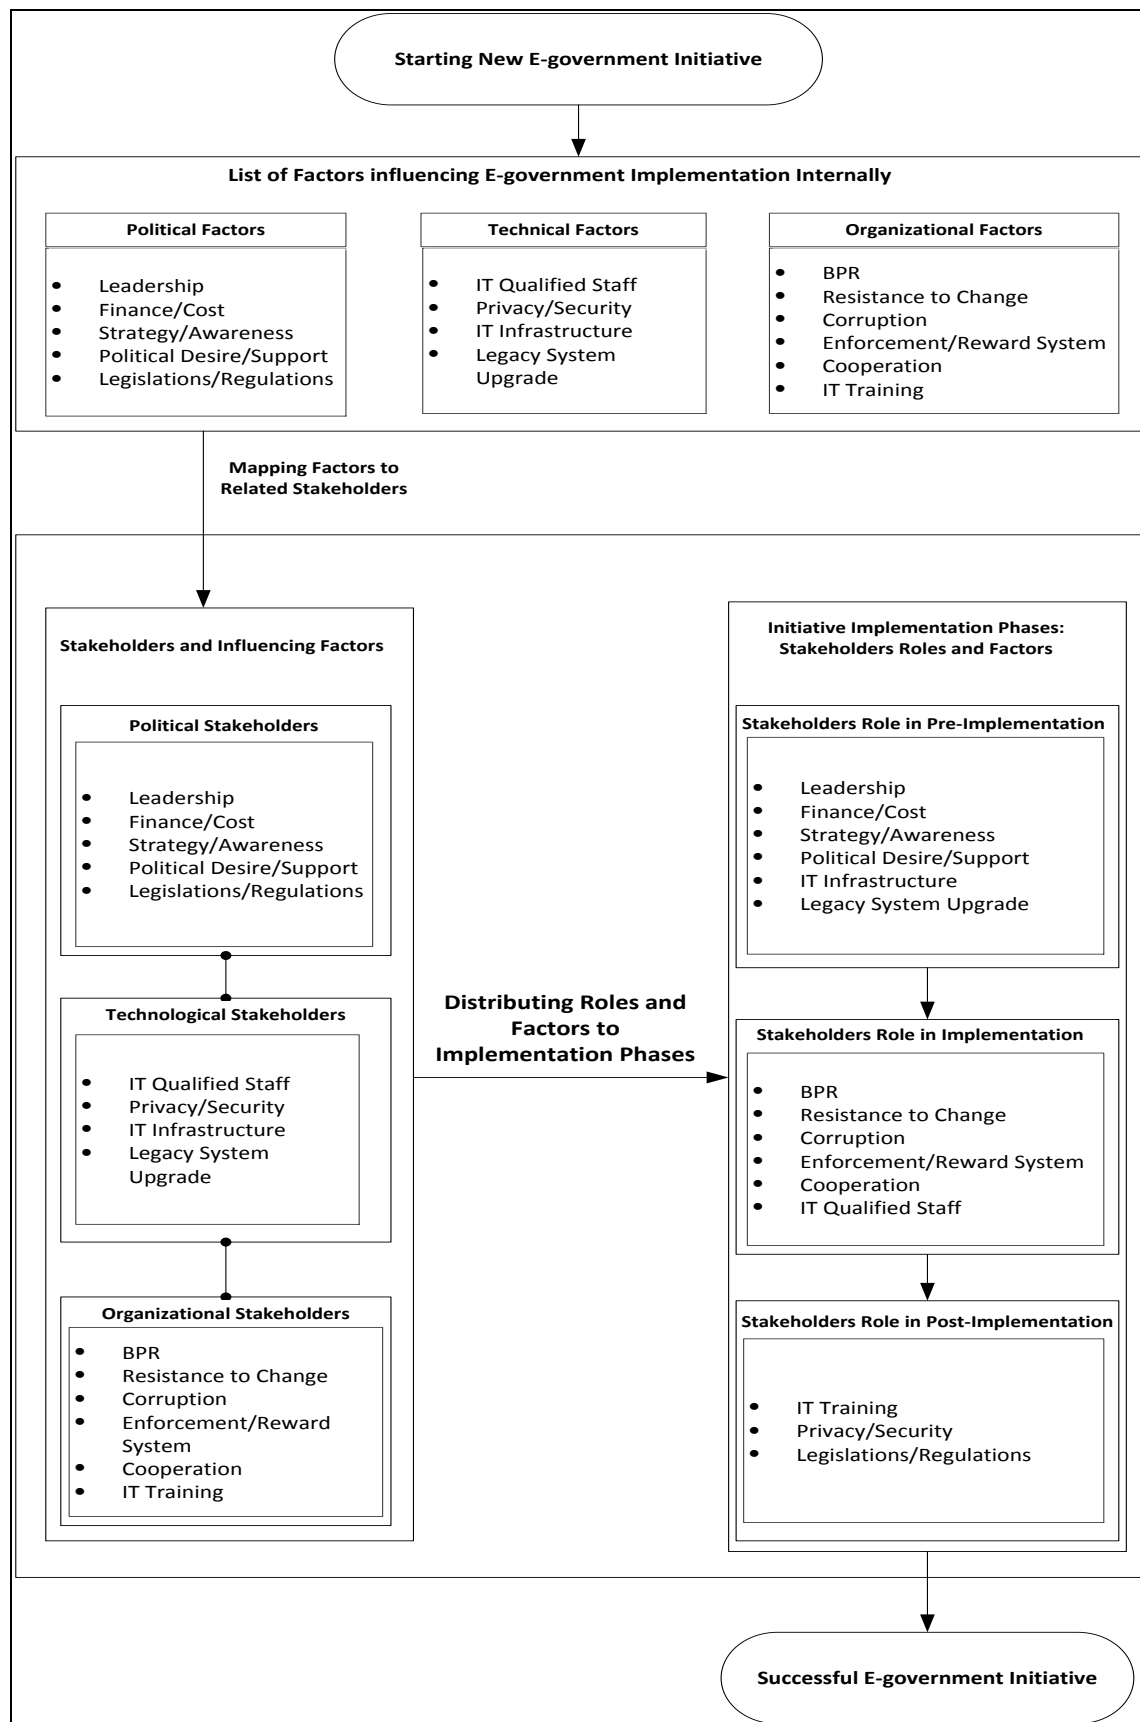 Starting New E-government Initiative
List of Factors influencing E-government Implementation Internally
Political Factors
• Leadership
• Finance/Cost
• Strategy/Awareness
• Political Desire/Support
• Legislations/Regulations
Technical Factors
• IT Qualified Staff
• Privacy/Security
• IT Infrastructure
• Legacy System
Upgrade
Organizational Factors
• BPR
• Resistance to Change
• Corruption
• Enforcement/Reward System
• Cooperation
• IT Training
Mapping Factors to
Related Stakeholders
Stakeholders and Influencing Factors
Political Stakeholders
• Leadership
• Finance/Cost
• Strategy/Awareness
• Political Desire/Support
• Legislations/Regulations
Technological Stakeholders
• IT Qualified Staff
• Privacy/Security
• IT Infrastructure
• Legacy System
Upgrade
Organizational Stakeholders
• BPR
• Resistance to Change
• Corruption
• Enforcement/Reward
System
• Cooperation
• IT Training
Distributing Roles and
Factors to
Implementation Phases
Initiative Implementation Phases:
Stakeholders Roles and Factors
Stakeholders Role in Pre-Implementation
• Leadership
• Finance/Cost
• Strategy/Awareness
• Political Desire/Support
• IT Infrastructure
• Legacy System Upgrade
Stakeholders Role in Implementation
• BPR
• Resistance to Change
• Corruption
• Enforcement/Reward System
• Cooperation
• IT Qualified Staff
Stakeholders Role in Post-Implementation
• IT Training
• Privacy/Security
• Legislations/Regulations
Successful E-government Initiative